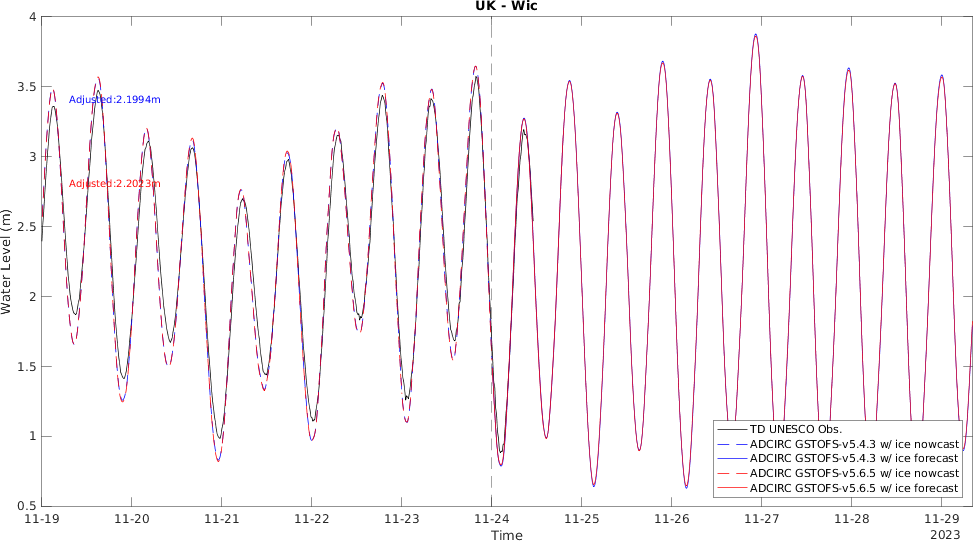 UK - Wic
4
3.5
3
2.5
2
1.5
1
0.5
Water Level (m)
Adjusted:2.1994m
Adjusted:2.2023m
TD UNESCO Obs.
ADCIRC GSTOFS-v5.4.3 w/ ice nowcast
ADCIRC GSTOFS-v5.4.3 w/ ice forecast
ADCIRC GSTOFS-v5.6.5 w/ ice nowcast
ADCIRC GSTOFS-v5.6.5 w/ ice forecast
11-19 11-20 11-21 11-22 11-23 11-24 11-25 11-26 11-27 11-28 11-29
2023
Time